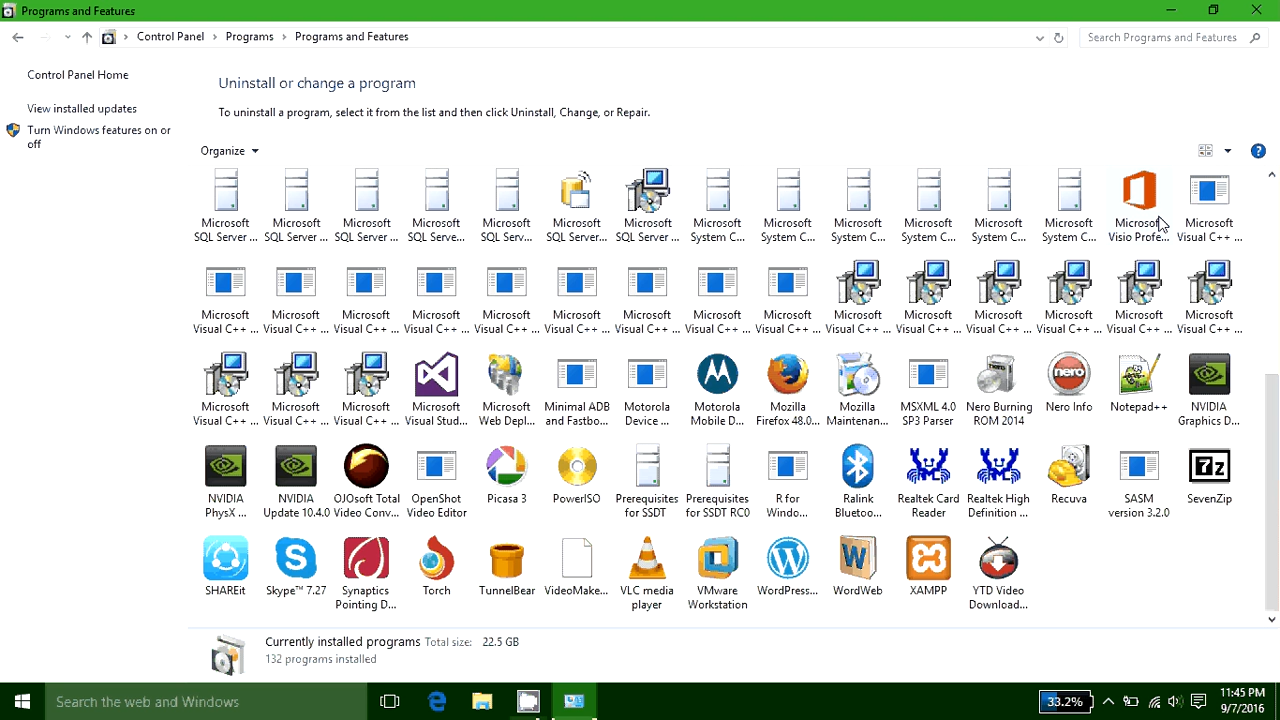 Programs and Features
Control Panel > Programs > Programs and Features
Search Programs and Features
Control Panel Home
View installed updates
Turn Windows features on or
off
Uninstall or change a program
To uninstall a program, select it from the list and then click Uninstall, Change, or Repair.
Organize
Microsoft Microsoft Microsoft Microsoft Microsoft Microsoft Microsoft Microsoft Microsoft Microsoft Microsoft Microsoft Microsoft Microsoft Microsoft
SQL Server ... SQL Server ... SQL Server ... SQL Serve... SQL Serv... SQL Server... SQL Server ... System C... System C... System C... System C... System C... System C... Visio Profe... Visual C++ ...
Microsoft Microsoft Microsoft Microsoft Microsoft Microsoft Microsoft Microsoft Microsoft Microsoft Microsoft Microsoft Microsoft Microsoft Microsoft
Visual C++ ... Visual C++ ... Visual C++ ... Visual C++ ... Visual C++ ... Visual C++ ... Visual C++ ... Visual C++ ... Visual C++ ... Visual C++ ... Visual C++ ... Visual C++ ... Visual C++ ... Visual C++ ... Visual C++ ...
Microsoft Microsoft Microsoft Microsoft Microsoft Minimal ADB Motorola Motorola Mozilla Mozilla MSXML 4.0 Nero Burning Nero Info Notepad++ NVIDIA
Visual C++ ... Visual C++ ... Visual C++ ... Visual Stud... Web Depl... and Fastbo... Device ... Mobile D... Firefox 48.0... Maintenan... SP3 Parser ROM 2014 Graphics D...
NVIDIA NVIDIA OJOsoft Total OpenShot Picasa 3 PowerISO Prerequisites Prerequisites R for Ralink Realtek Card Realtek High Recuva SASM SevenZip
PhysX ... Update 10.4.0 Video Conv... Video Editor for SSDT for SSDT RC0 Windo... Bluetoo... Reader Definition ... version 3.2.0
SHAREit Skype™ 7.27 Synaptics Torch TunnelBear VideoMake... VLC media VMware WordPress... WordWeb XAMPP YTD Video
Pointing D... player Workstation Download...
Currently installed programs Total size: 22.5 GB
132 programs installed
Search the web and Windows
33.2%
11:45 PM
9/7/2016